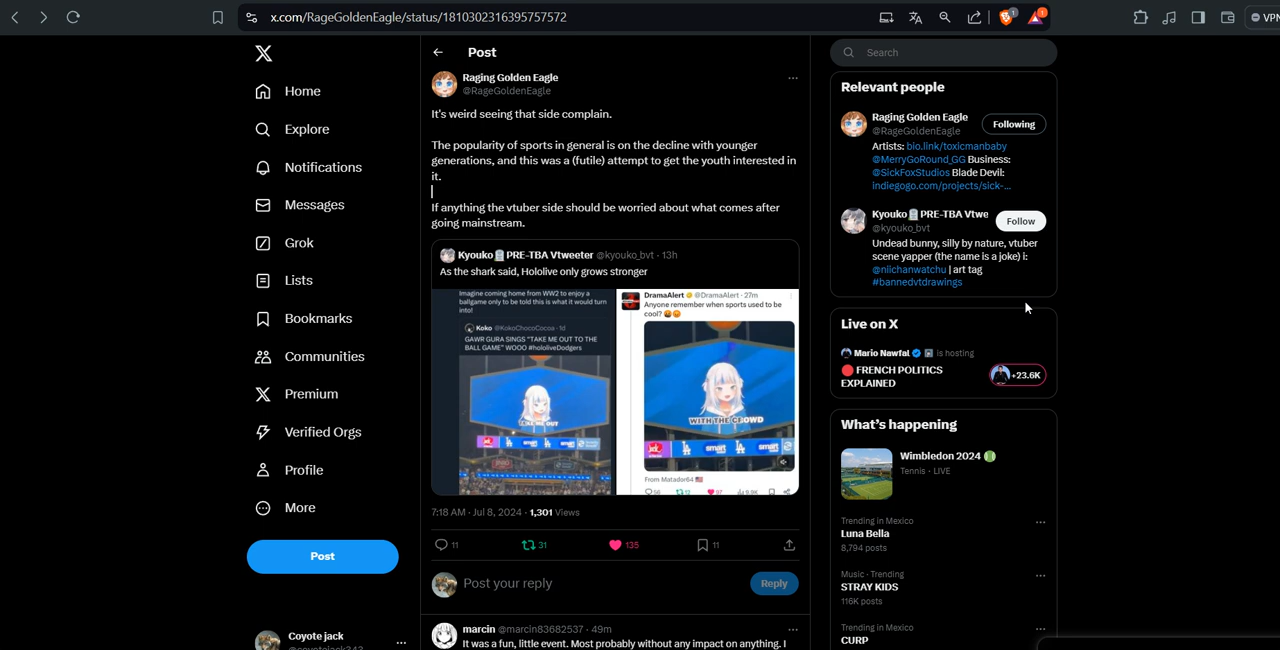 x.com/RageGoldenEagle/status/1810302316395757572
1
1
VPN
Home
Explore
Notifications
Messages
Grok
Lists
Bookmarks
Communities
Premium
Verified Orgs
Profile
More
Post
Coyote jack
Post
Raging Golden Eagle
@RageGoldenEagle
It's weird seeing that side complain.
The popularity of sports in general is on the decline with younger
generations, and this was a (futile) attempt to get the youth interested in
it.
If anything the vtuber side should be worried about what comes after
going mainstream.
Kyouko🪦PRE-TBA Vtweeter @kyouko_bvt · 13h
As the shark said, Hololive only grows stronger
Imagine coming home from WW2 to enjoy a
ballgame only to be told this is what it would turn
into!
Koko @KokoChocoCocoa · 1d
GAWR GURA SINGS "TAKE ME OUT TO THE
BALL GAME" WOOO #hololiveDodgers
TAKE ME OUT
DramaAlert @DramaAlert · 27m
Anyone remember when sports used to be
cool? 🤬😡
WITH THE CROWD
LA
smart
smart
From Matador64 🇺🇸
7:18 AM · Jul 8, 2024 · 1,301 Views
11
31
135
11
Post your reply
Reply
marcin @marcin83682537 · 49m
It was a fun, little event. Most probably without any impact on anything. I
Search
Relevant people
Raging Golden Eagle
@RageGoldenEagle
Following
Artists: bio.link/toxicmanbaby
@MerryGoRound_GG Business:
@SickFoxStudios Blade Devil:
indiegogo.com/projects/sick-...
Kyouko🪦PRE-TBA Vtwe
@kyouko_bvt
Follow
Undead bunny, silly by nature, vtuber
scene yapper (the name is a joke) i:
@niichanwatchu | art tag
#bannedvtdrawings
Live on X
Mario Nawfal is hosting
🔴 FRENCH POLITICS
EXPLAINED
+23.6K
What's happening
Wimbledon 2024
Tennis · LIVE
Trending in Mexico
Luna Bella
8,794 posts
Music · Trending
STRAY KIDS
116K posts
Trending in Mexico
CURP